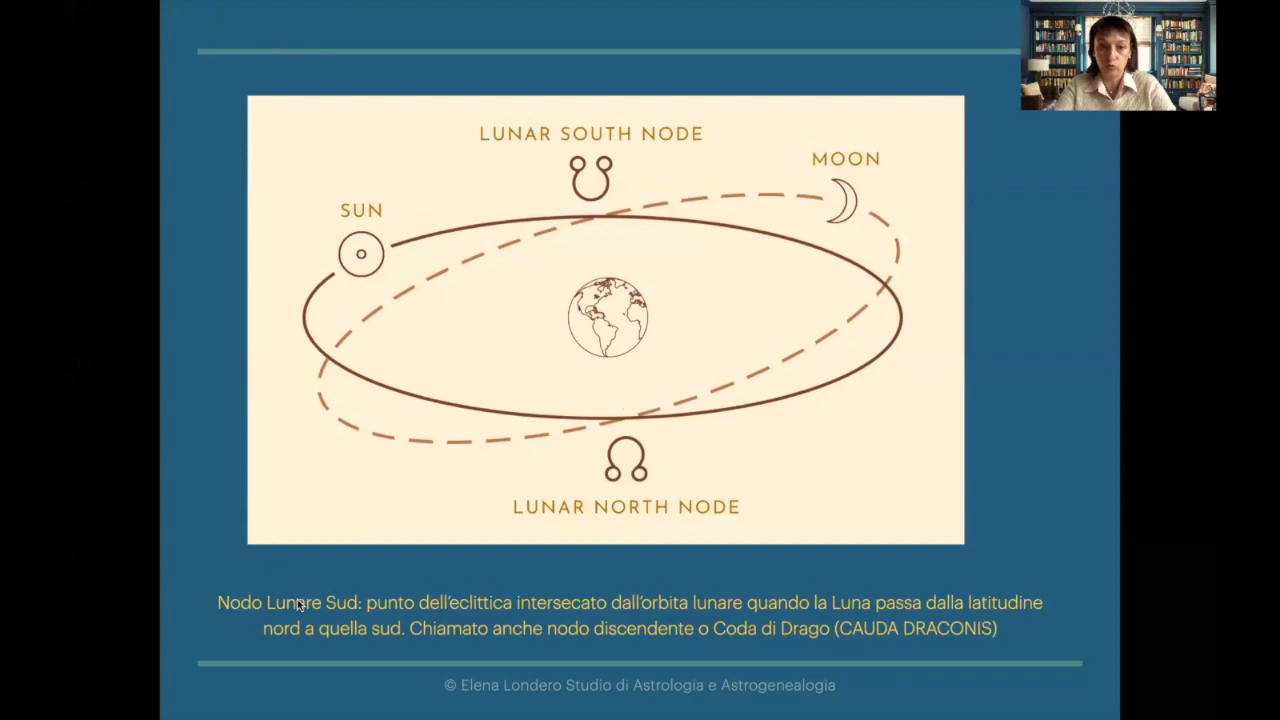 LUNAR SOUTH NODE
MOON
SUN
LUNAR NORTH NODE
Nodo Lunare Sud: punto dell'eclittica intersecato dall'orbita lunare quando la Luna passa dalla latitudine
nord a quella sud. Chiamato anche nodo discendente o Coda di Drago (CAUDA DRACONIS)
© Elena Londero Studio di Astrologia e Astrogenealogia